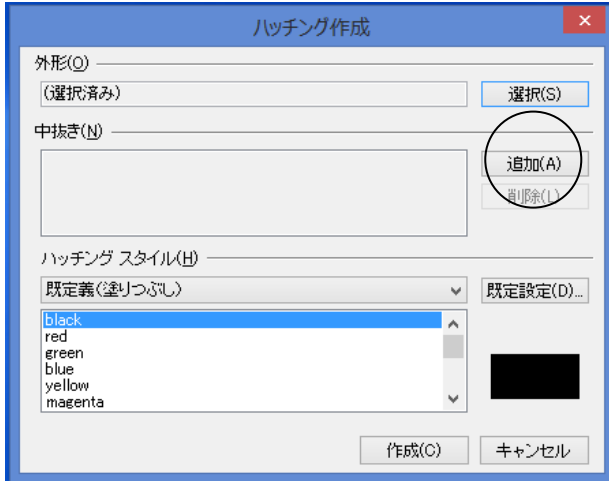 ハッチング作成
外形(O)
(選択済み)
選択(S)
中抜き(N)
追加(A)
削除(L)
ハッチング スタイル(H)
既定義(塗りつぶし)
既定設定(D)...
black
red
green
blue
yellow
magenta
作成(C)
キャンセル